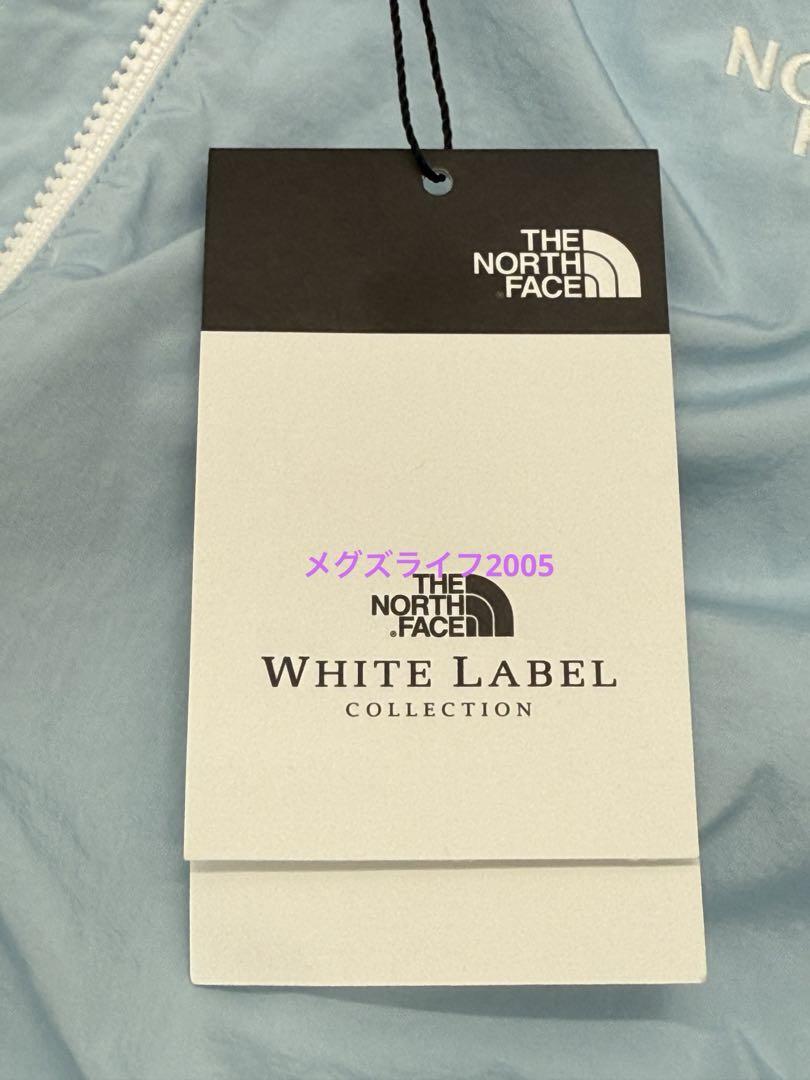 NO
THE
NORTH
FACE
メグズライフ2005
THE
NORTH
FACE
WHITE LABEL
COLLECTION